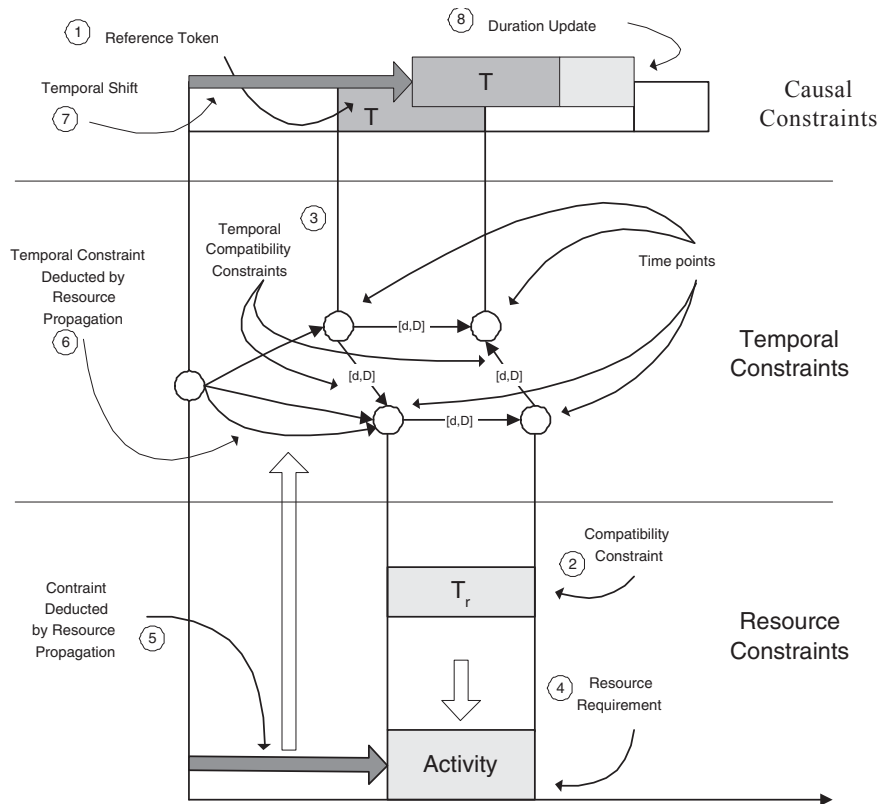 8
Duration Update
1
Reference Token
Temporal Shift
7
T
T
Causal
Constraints
3
Temporal
Compatibility
Constraints
Temporal Constraint
Deducted by
Resource
Propagation
6
Time points
[d,D]
[d,D]
[d,D]
[d,D]
Temporal
Constraints
2
Compatibility
Constraint
T_r
Contraint
Deducted
by Resource
Propagation
5
Resource
Constraints
4
Resource
Requirement
Activity